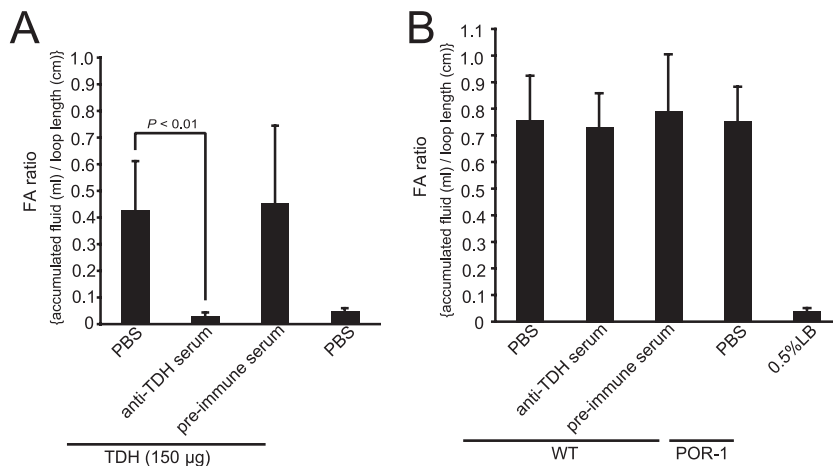 A
FA ratio
{accumulated fluid (ml) / loop length (cm)}
1.0
0.9
0.8
0.7
0.6
0.5
0.4
0.3
0.2
0.1
0
P < 0.01
PBS
anti-TDH serum
pre-immune serum
PBS
TDH (150 µg)
B
FA ratio
{accumulated fluid (ml) / loop length (cm)}
1.1
1.0
0.9
0.8
0.7
0.6
0.5
0.4
0.3
0.2
0.1
0
PBS
anti-TDH serum
pre-immune serum
PBS
0.5%LB
WT
POR-1